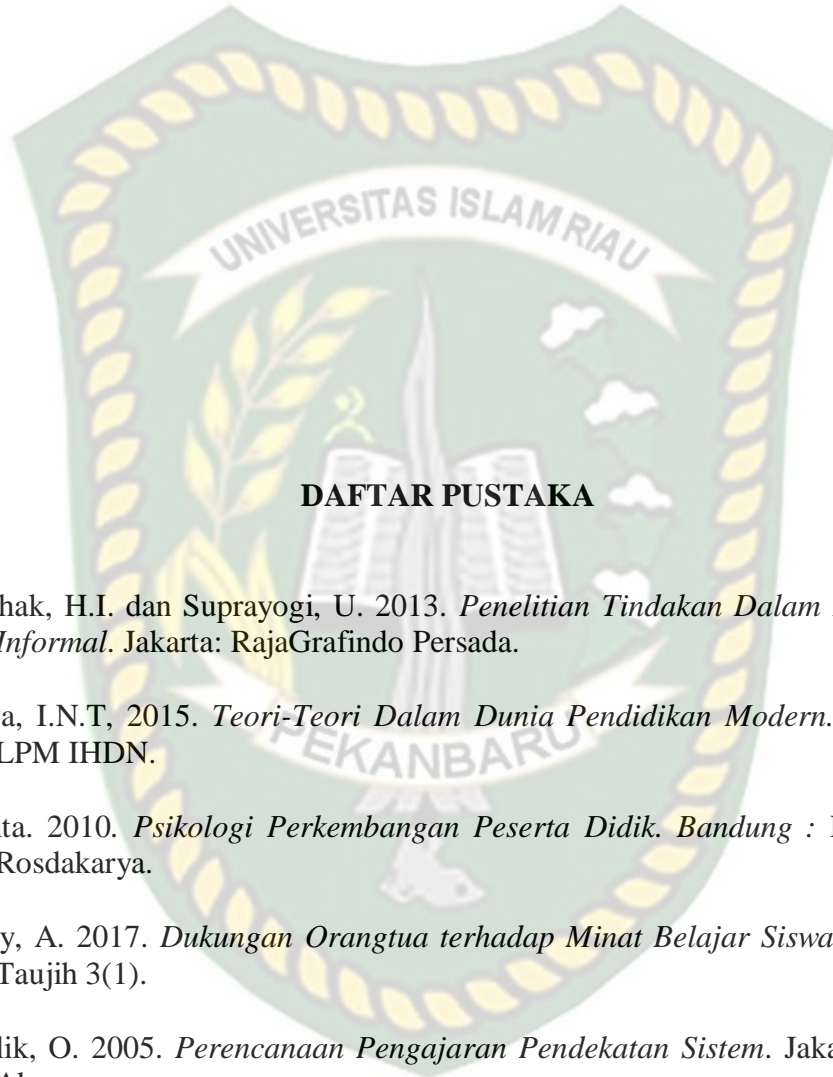 UNIVERSITAS ISLAM RIAU
DAFTAR PUSTAKA
hak, H.I. dan Suprayogi, U. 2013. Penelitian Tindakan Dalam
Informal. Jakarta: RajaGrafindo Persada.
a, I.N.T, 2015. Teori-Teori Dalam Dunia Pendidikan Modern.
LPM IHDN.
PEKANBARU
ta. 2010. Psikologi Perkembangan Peserta Didik. Bandung :
Rosdakarya.
y, A. 2017. Dukungan Orangtua terhadap Minat Belajar Siswa
Taujih 3(1).
lik, O. 2005. Perencanaan Pengajaran Pendekatan Sistem. Jaka